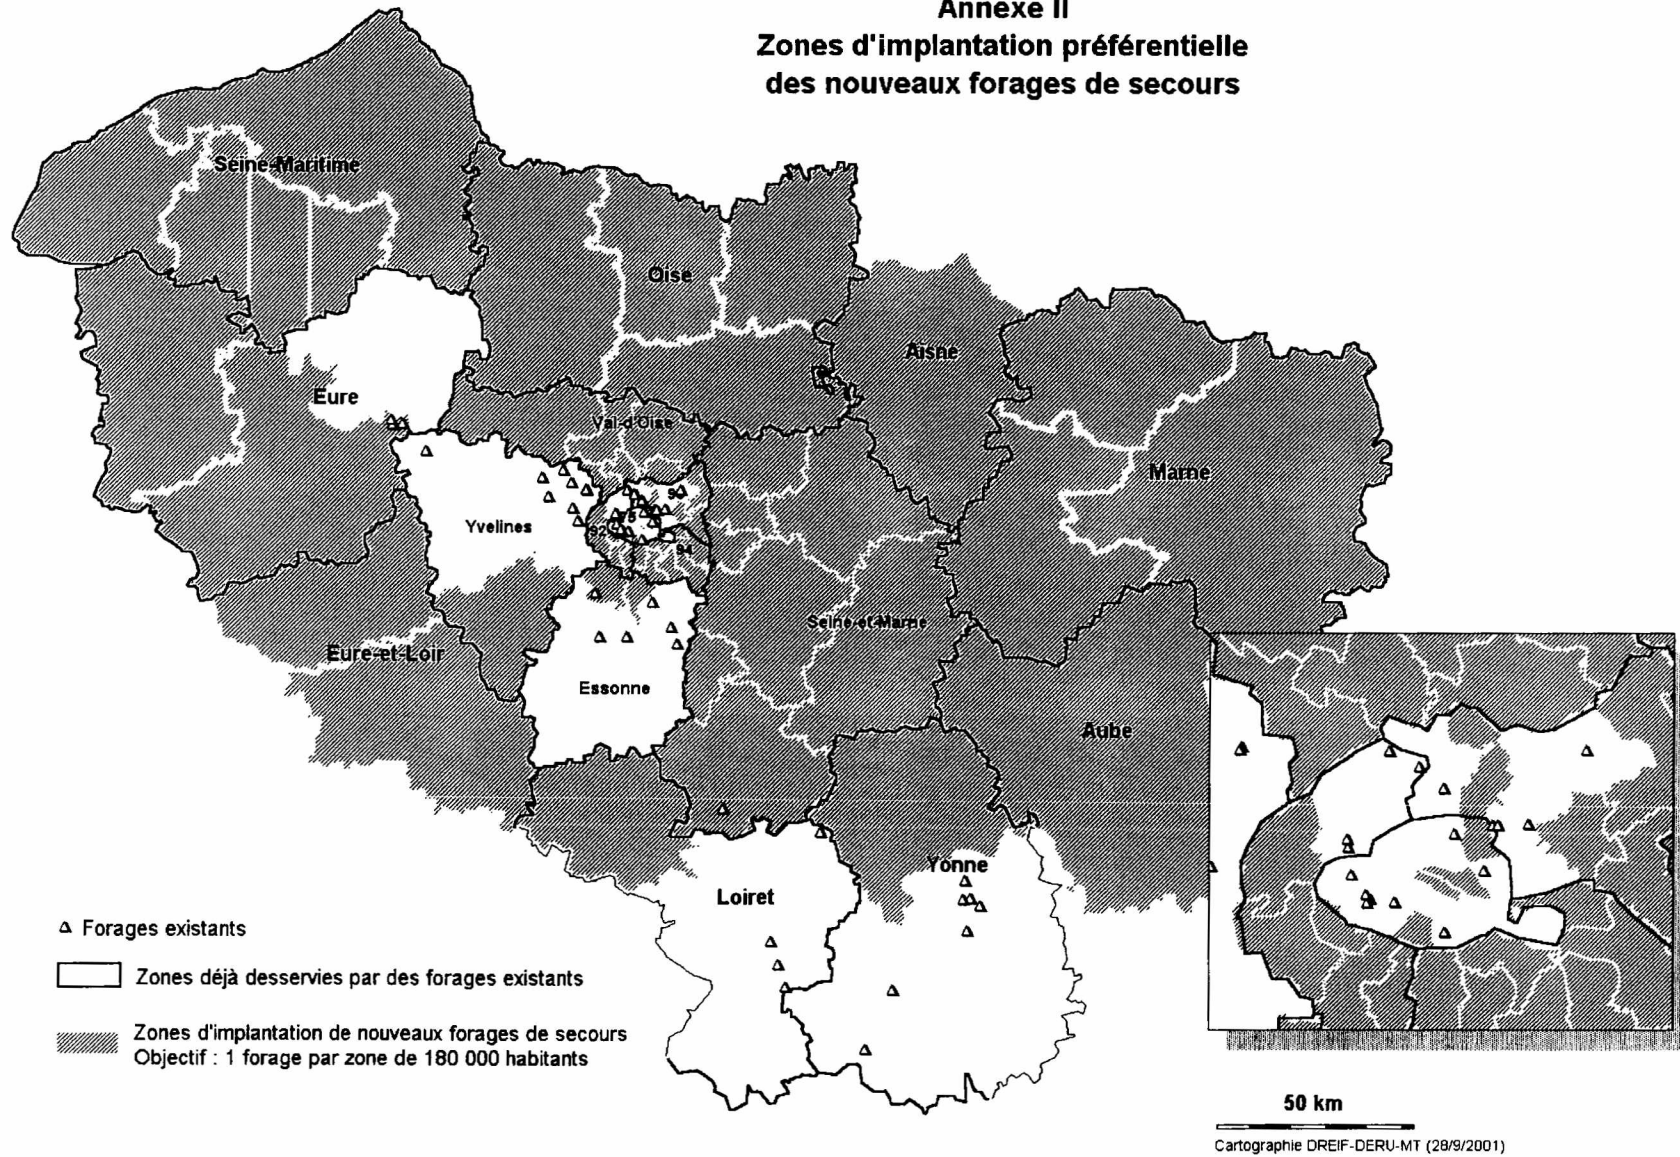 Annexe II
Zones d'implantation préférentielle
des nouveaux forages de secours
Seine-Maritime
Oise
Aisne
Eure
Val-d'Oise
Marne
Yvelines
92
75
94
Seine-et-Marne
Eure-et-Loir
Essonne
Aube
Yonne
Loiret
Forages existants
Zones déjà desservies par des forages existants
Zones d'implantation de nouveaux forages de secours
Objectif : 1 forage par zone de 180 000 habitants
50 km
Cartographie DREIF-DERU-MT (28/9/2001)